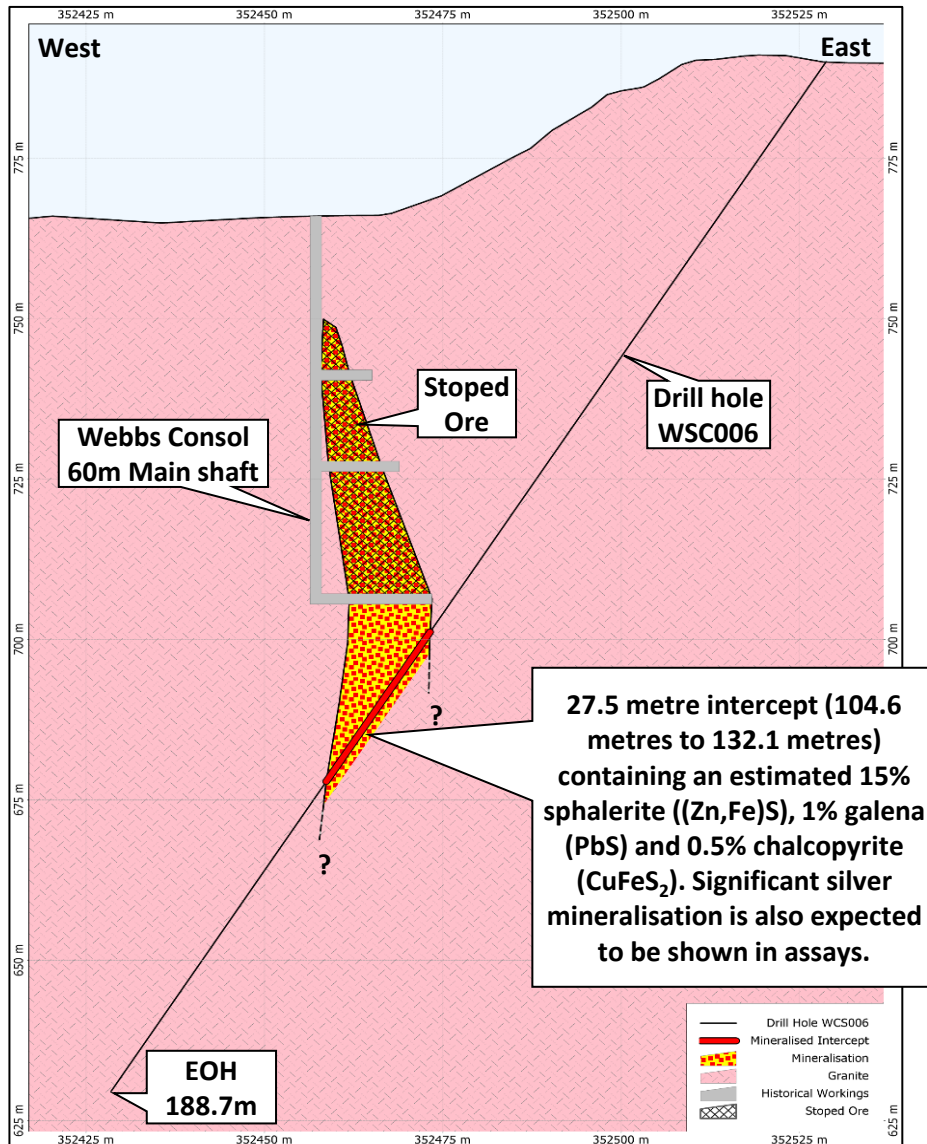 352425 m 352450 m 352475 m 352500 m 352525 m
West
East
775 m
775 m
750 m
750 m
Stoped
Ore
Drill hole
WSC006
Webbs Consol
60m Main shaft
725 m
725 m
700 m
700 m
27.5 metre intercept (104.6
metres to 132.1 metres)
containing an estimated 15%
sphalerite ((Zn,Fe)S), 1% galena
(PbS) and 0.5% chalcopyrite
(CuFeS₂). Significant silver
mineralisation is also expected
to be shown in assays.
?
?
675 m
650 m
650 m
EOH
188.7m
Drill Hole WCS006
Mineralised Intercept
Mineralisation
Granite
Historical Workings
Stoped Ore
625 m
625 m
352425 m 352450 m 352475 m 352500 m 352525 m